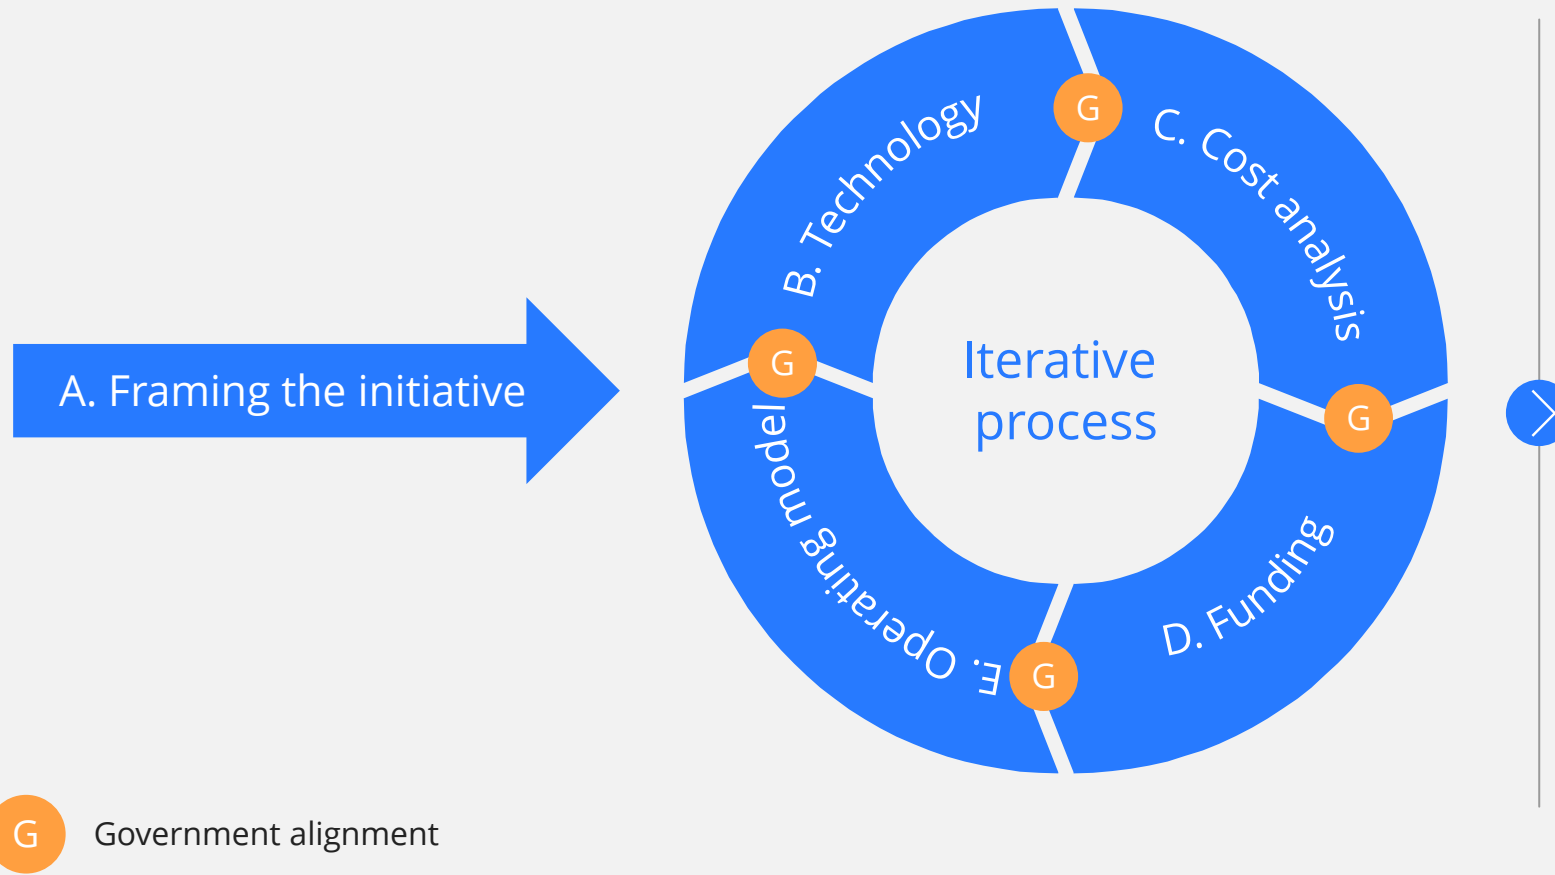 A. Framing the initiative
B. Technology
G
C. Cost analysis
G
D. Funding
G
E. Operating model
G
Iterative
process
G
Government alignment